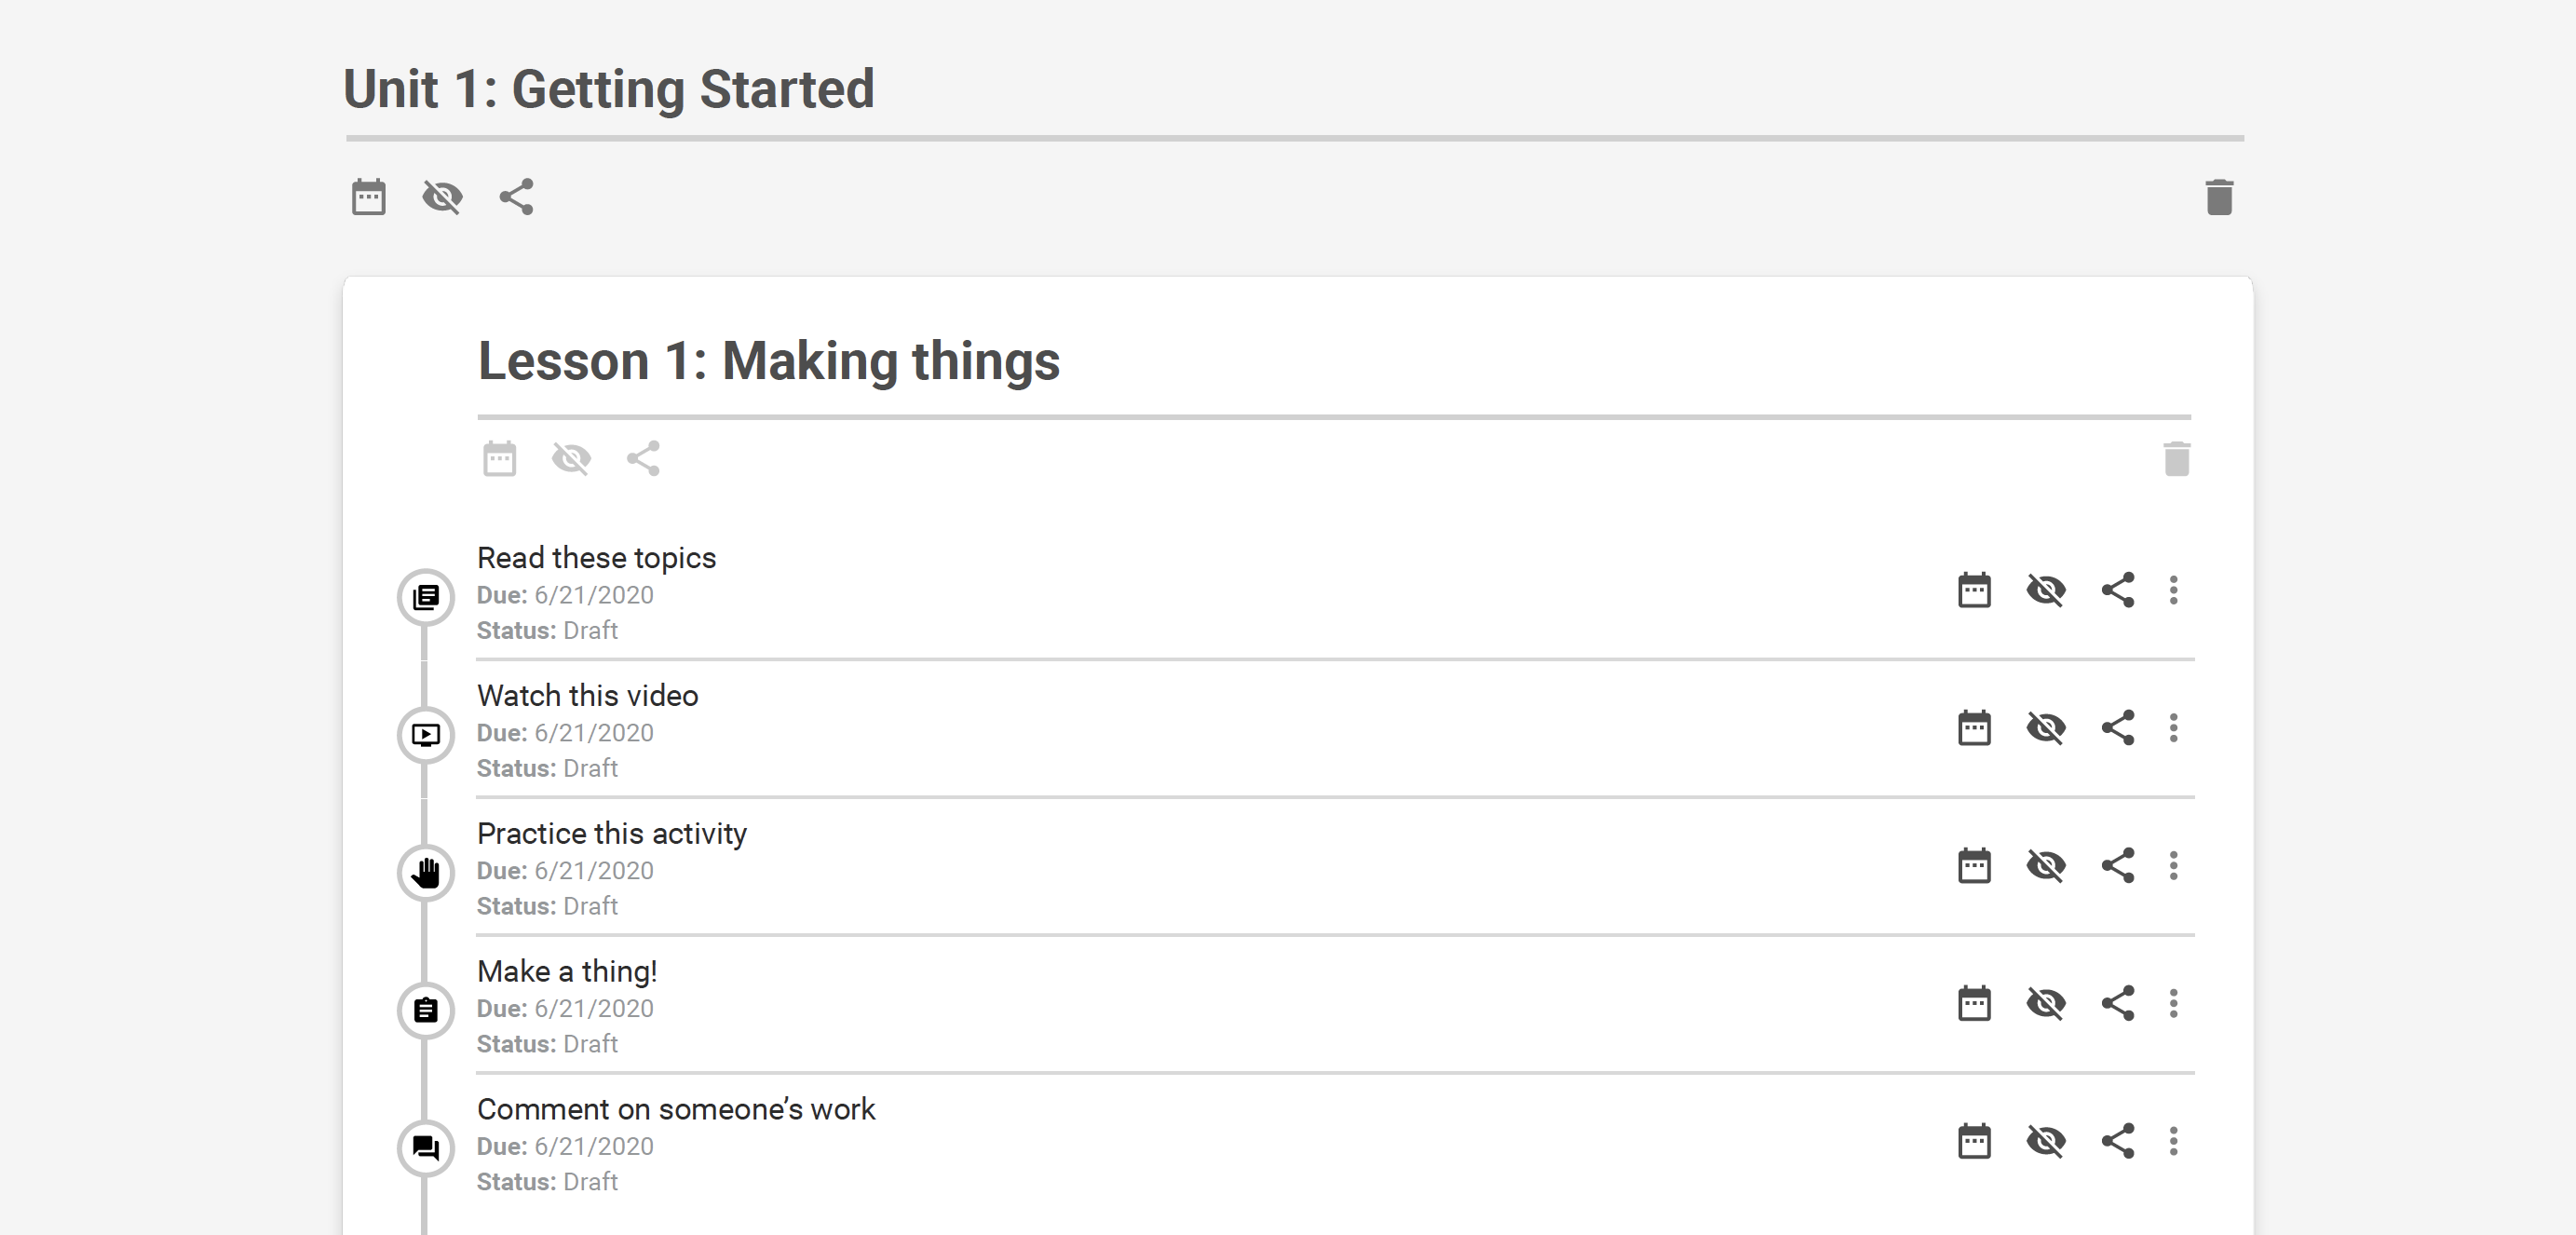 Unit 1: Getting Started
Lesson 1: Making things
Read these topics
Due: 6/21/2020
Status: Draft
Watch this video
Due: 6/21/2020
Status: Draft
Practice this activity
Due: 6/21/2020
Status: Draft
Make a thing!
Due: 6/21/2020
Status: Draft
Comment on someone’s work
Due: 6/21/2020
Status: Draft